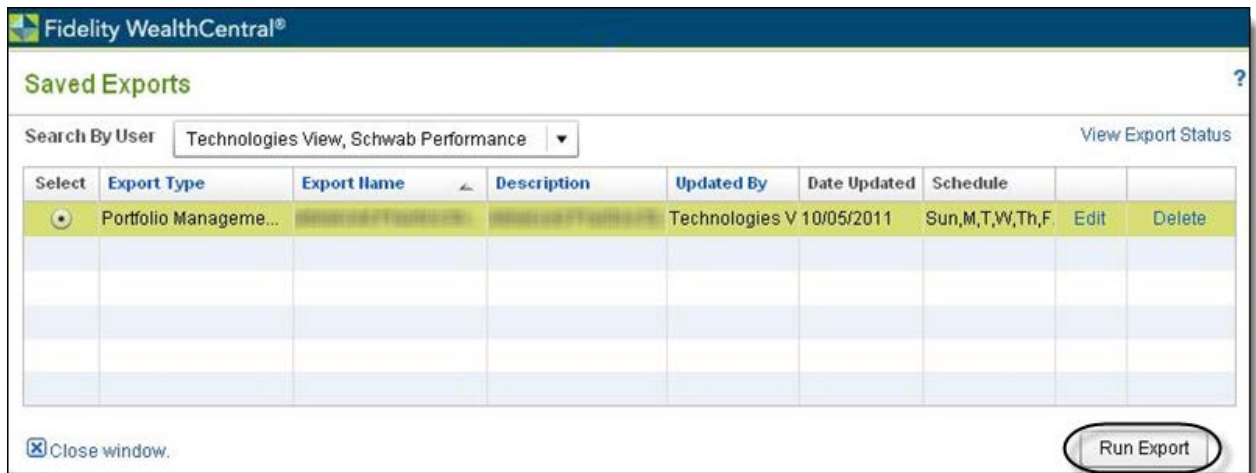 Fidelity WealthCentral®
Saved Exports
?
Search By User Technologies View, Schwab Performance
View Export Status
Select Export Type Export Name Description Updated By Date Updated Schedule
Portfolio Manageme... Technologies V 10/05/2011 Sun,M,T,W,Th,F. Edit Delete
Close window.
Run Export